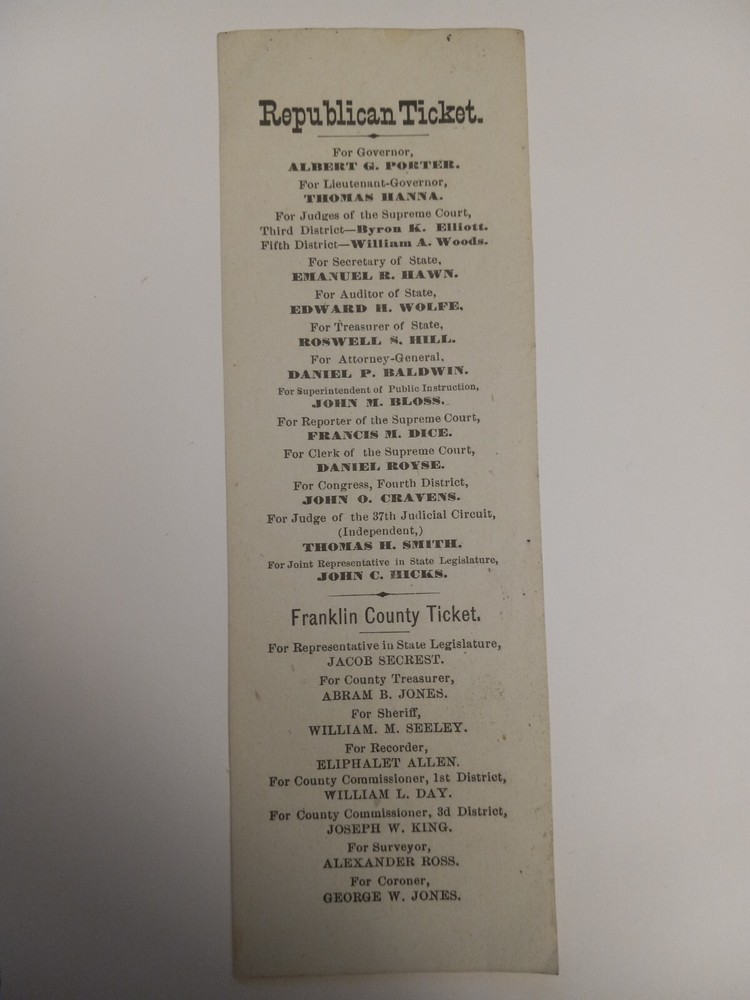 Republican Ticket.
For Governor,
ALBERT G. PORTER.
For Lieutenant-Governor,
THOMAS HANNA.
For Judges of the Supreme Court,
Third District—Byron K. Elliott.
Fifth District—William A. Woods.
For Secretary of State,
EMANUEL R. HAWN.
For Auditor of State,
EDWARD H. WOLFE.
For Treasurer of State,
ROSWELL S. HILL.
For Attorney-General,
DANIEL P. BALDWIN.
For Superintendent of Public Instruction,
JOHN M. BLOSS.
For Reporter of the Supreme Court,
FRANCIS M. DICE.
For Clerk of the Supreme Court,
DANIEL ROYSE.
For Congress, Fourth District,
JOHN O. CRAVENS.
For Judge of the 37th Judicial Circuit,
(Independent,)
THOMAS H. SMITH.
For Joint Representative in State Legislature,
JOHN C. HICKS.
Franklin County Ticket.
For Representative in State Legislature,
JACOB SECREST.
For County Treasurer,
ABRAM B. JONES.
For Sheriff,
WILLIAM. M. SEELEY.
For Recorder,
ELIPHALET ALLEN.
For County Commissioner, 1st District,
WILLIAM L. DAY.
For County Commissioner, 3d District,
JOSEPH W. KING.
For Surveyor,
ALEXANDER ROSS.
For Coroner,
GEORGE W. JONES.